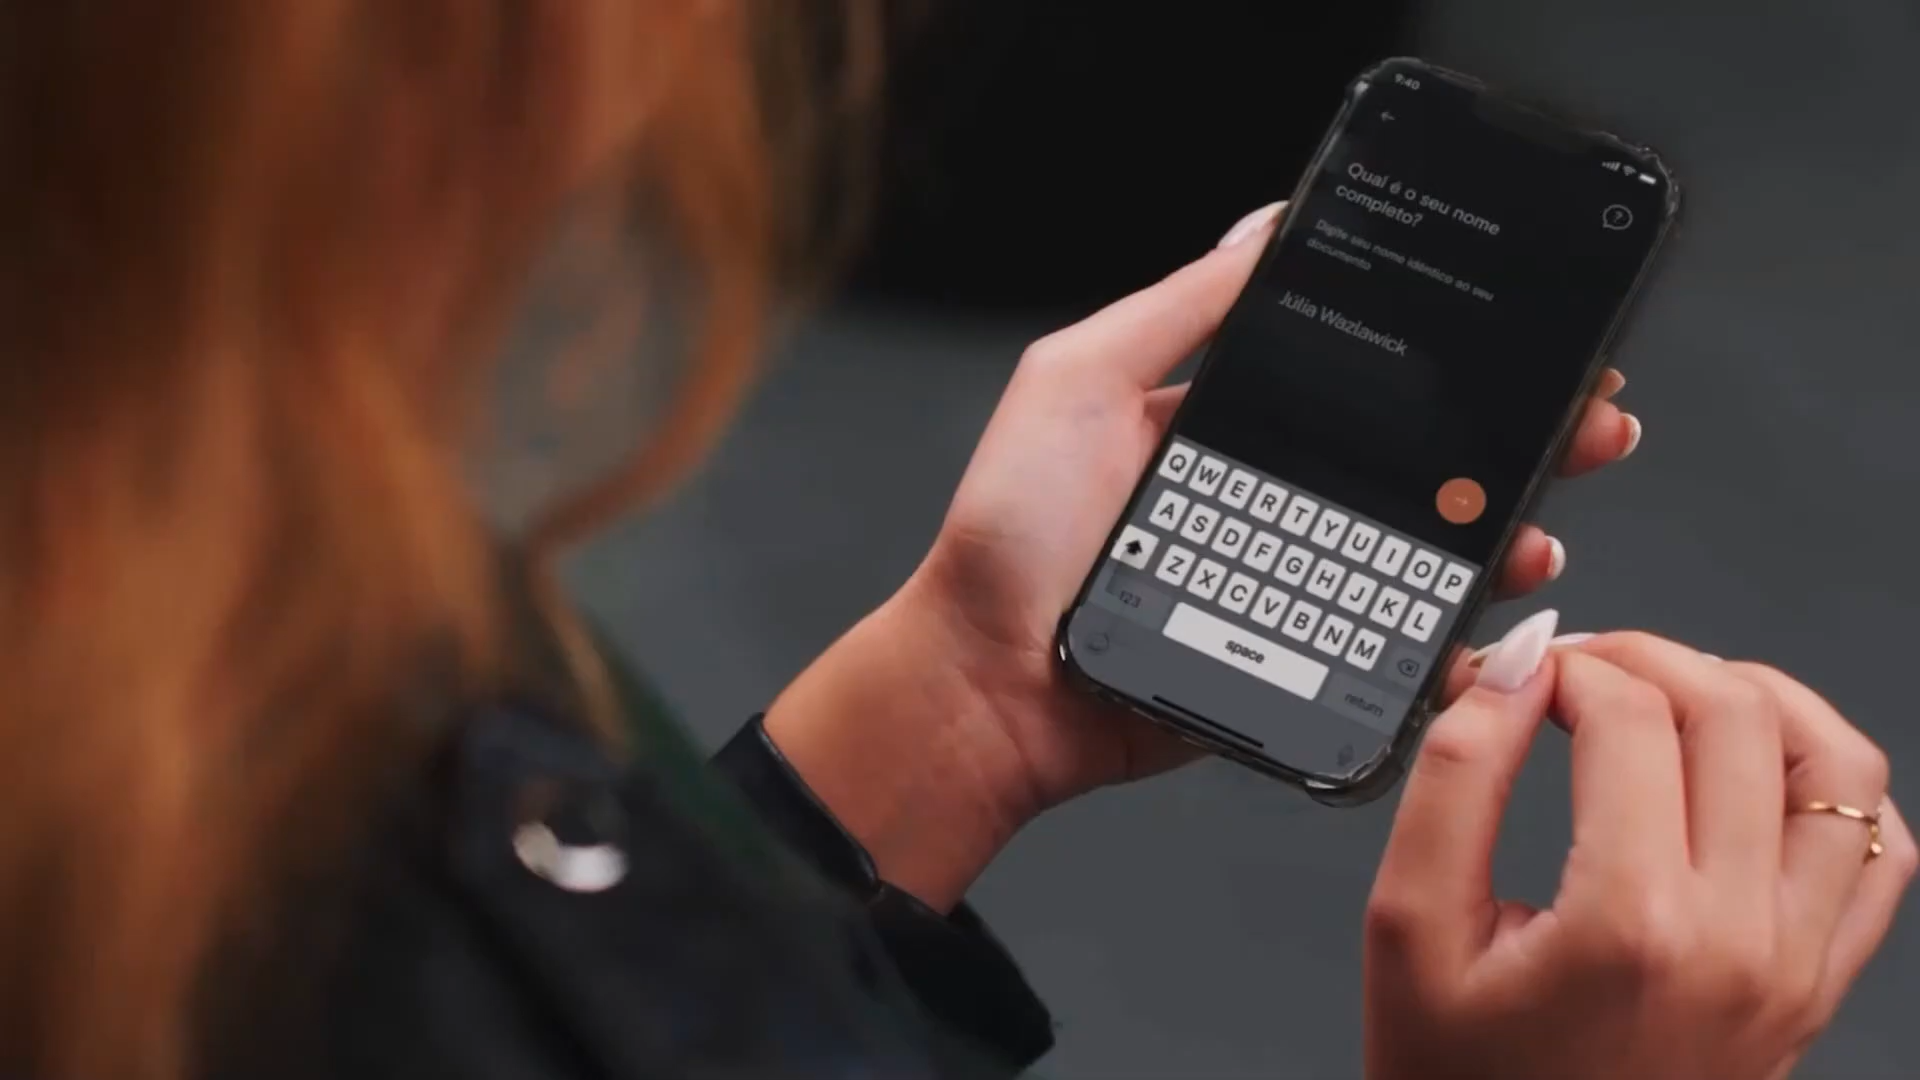 9:40
Qual é o seu nome
completo?
Digite seu nome idêntico ao seu
documento
Júlia Wazlawick
Q W E R T Y U I O P
A S D F G H J K L
Z X C V B N M
123
space
return